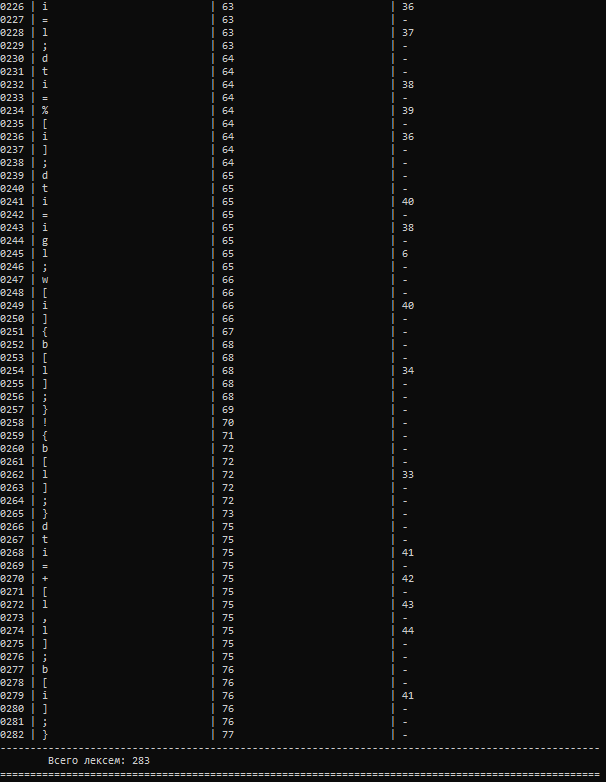 0226 | i | 63 | 36
0227 | = | 63 | -
0228 | l | 63 | 37
0229 | ; | 63 | -
0230 | d | 64 | -
0231 | t | 64 | -
0232 | i | 64 | 38
0233 | = | 64 | -
0234 | % | 64 | 39
0235 | [ | 64 | -
0236 | i | 64 | 36
0237 | ] | 64 | -
0238 | ; | 64 | -
0239 | d | 65 | -
0240 | t | 65 | -
0241 | i | 65 | 40
0242 | = | 65 | -
0243 | i | 65 | 38
0244 | g | 65 | -
0245 | l | 65 | 6
0246 | ; | 65 | -
0247 | w | 66 | -
0248 | [ | 66 | -
0249 | i | 66 | 40
0250 | ] | 66 | -
0251 | { | 67 | -
0252 | b | 68 | -
0253 | [ | 68 | -
0254 | l | 68 | 34
0255 | ] | 68 | -
0256 | ; | 68 | -
0257 | } | 69 | -
0258 | ! | 70 | -
0259 | { | 71 | -
0260 | b | 72 | -
0261 | [ | 72 | -
0262 | l | 72 | 33
0263 | ] | 72 | -
0264 | ; | 72 | -
0265 | } | 73 | -
0266 | d | 75 | -
0267 | t | 75 | -
0268 | i | 75 | 41
0269 | = | 75 | -
0270 | + | 75 | 42
0271 | [ | 75 | -
0272 | l | 75 | 43
0273 | , | 75 | -
0274 | l | 75 | 44
0275 | ] | 75 | -
0276 | ; | 75 | -
0277 | b | 76 | -
0278 | [ | 76 | -
0279 | i | 76 | 41
0280 | ] | 76 | -
0281 | ; | 76 | -
0282 | } | 77 | -
Всего лексем: 283